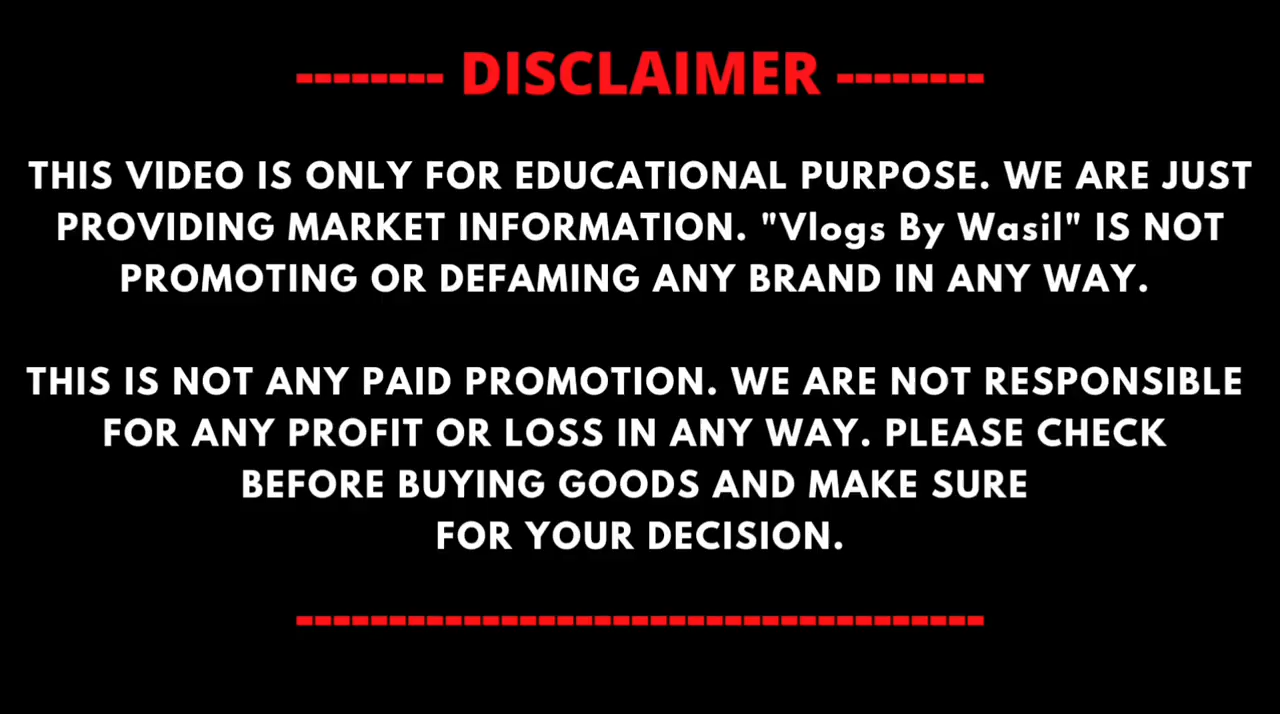 -------- DISCLAIMER --------
THIS VIDEO IS ONLY FOR EDUCATIONAL PURPOSE. WE ARE JUST
PROVIDING MARKET INFORMATION. "Vlogs By Wasil" IS NOT
PROMOTING OR DEFAMING ANY BRAND IN ANY WAY.
THIS IS NOT ANY PAID PROMOTION. WE ARE NOT RESPONSIBLE
FOR ANY PROFIT OR LOSS IN ANY WAY. PLEASE CHECK
BEFORE BUYING GOODS AND MAKE SURE
FOR YOUR DECISION.
-------------------------------------